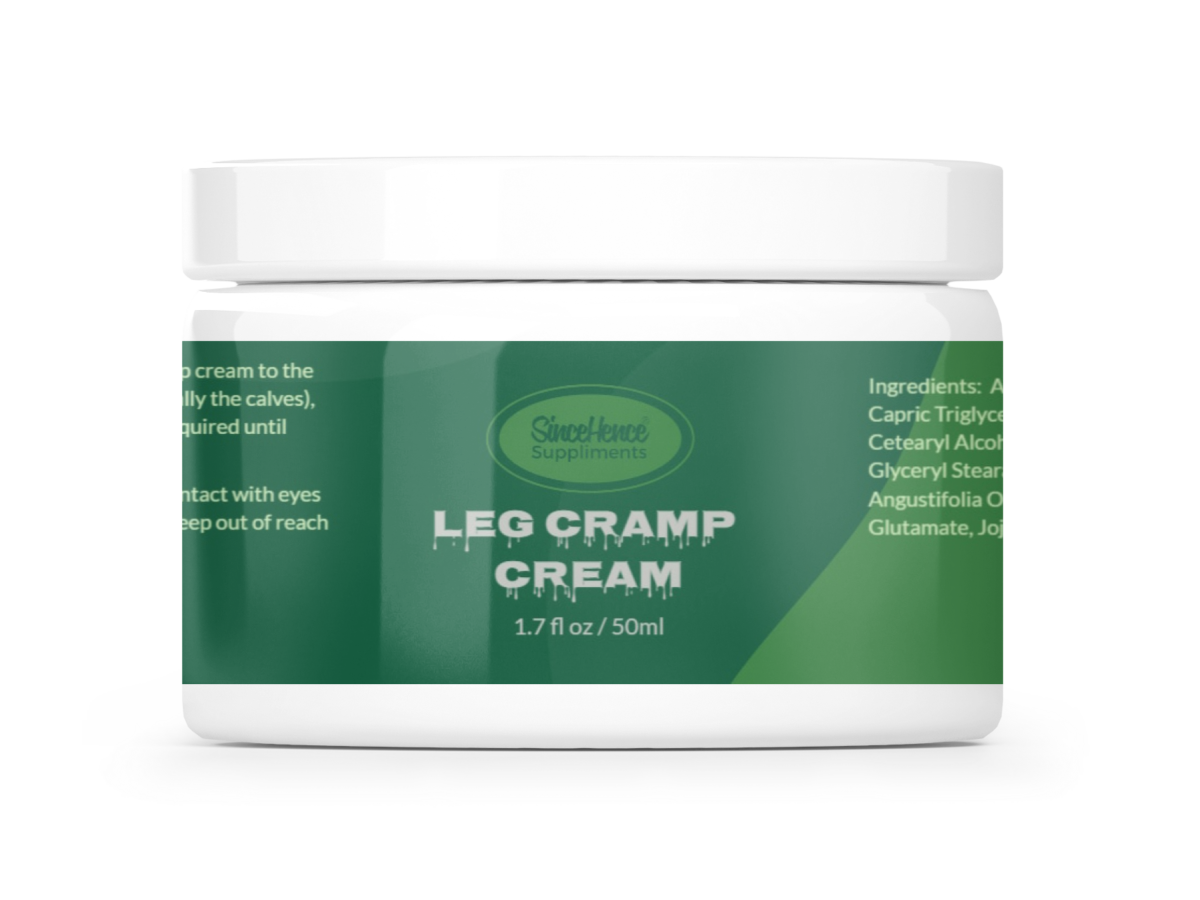 p cream to the
lly the calves),
quired until
ntact with eyes
eep out of reach
SinceHence®
Suppliments
LEG CRAMP
CREAM
1.7 fl oz / 50ml
Ingredients: A
Capric Triglyce
Cetearyl Alcoh
Glyceryl Steara
Angustifolia O
Glutamate, Joj